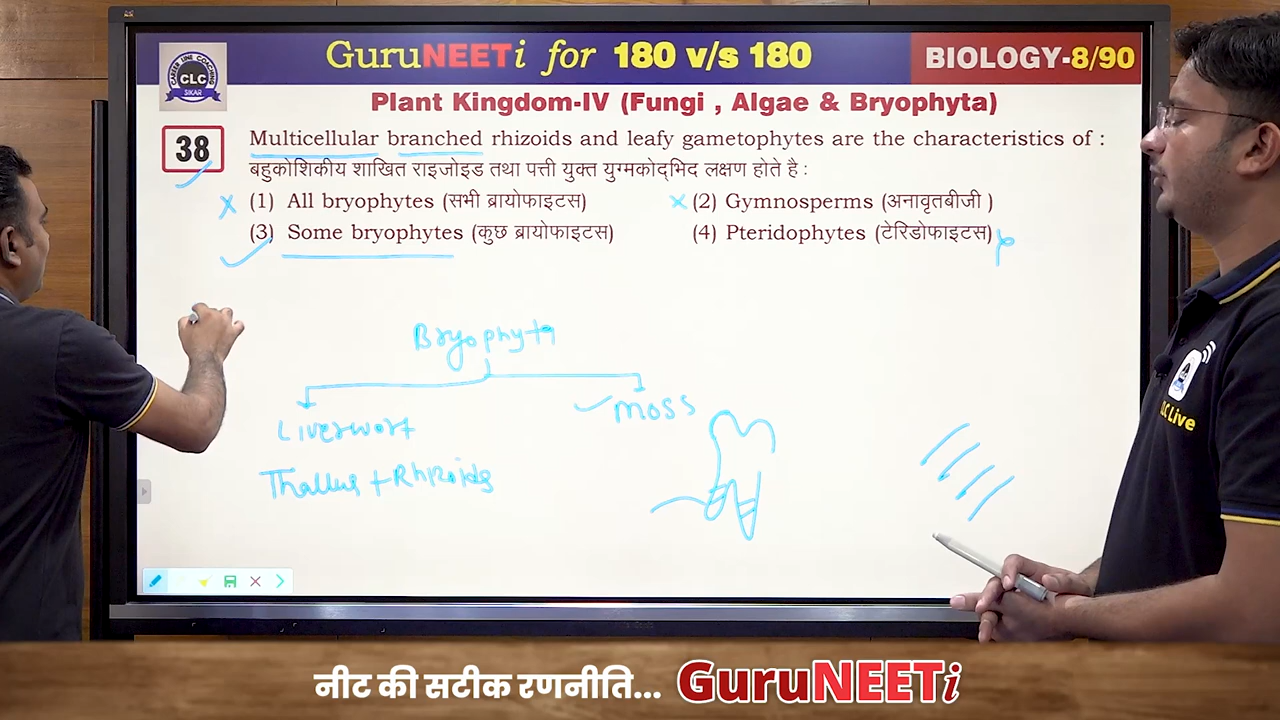 GuruNEETi for 180 v/s 180
BIOLOGY-8/90
CAREER LINE COACHING
CLC
SIKAR
Plant Kingdom-IV (Fungi , Algae & Bryophyta)
38
Multicellular branched rhizoids and leafy gametophytes are the characteristics of :
बहुकोशिकीय शाखित राइजोइड तथा पत्ती युक्त युग्मकोद्भिद लक्षण होते है :
(1) All bryophytes (सभी ब्रायोफाइटस)
(2) Gymnosperms (अनावृतबीजी )
(3) Some bryophytes (कुछ ब्रायोफाइटस)
(4) Pteridophytes (टेरिडोफाइटस)
Bryophyta
Liverwort
Moss
Thallus + Rhizoids
CLC Live
नीट की सटीक रणनीति... GuruNEETi